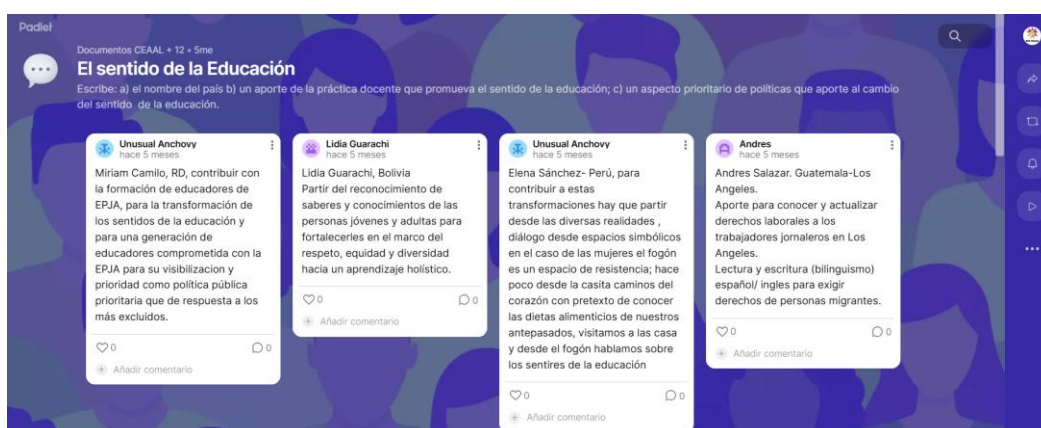 Padlet
Documentos CEAAL + 12 • 5me
El sentido de la Educación
Escribe: a) el nombre del país b) un aporte de la práctica docente que promueva el sentido de la educación; c) un aspecto prioritario de políticas que aporte al cambio
del sentido de la educación.
Unusual Anchovy
hace 5 meses
Miriam Camilo, RD, contribuir con
la formación de educadores de
EPJA, para la transformación de
los sentidos de la educación y
para una generación de
educadores comprometida con la
EPJA para su visibilizacion y
prioridad como política pública
prioritaria que de respuesta a los
más excluidos.
0 0
Añadir comentario
Lidia Guarachi
hace 5 meses
Lidia Guarachi, Bolivia
Partir del reconocimiento de
saberes y conocimientos de las
personas jóvenes y adultas para
fortalecerles en el marco del
respeto, equidad y diversidad
hacia un aprendizaje holístico.
0 0
Añadir comentario
Unusual Anchovy
hace 5 meses
Elena Sánchez- Perú, para
contribuir a estas
transformaciones hay que partir
desde las diversas realidades ,
diálogo desde espacios simbólicos
en el caso de las mujeres el fogón
es un espacio de resistencia; hace
poco desde la casita caminos del
corazón con pretexto de conocer
las dietas alimenticios de nuestros
antepasados, visitamos a las casa
y desde el fogón hablamos sobre
los sentires de la educación
0 0
Añadir comentario
Andres
hace 5 meses
Andres Salazar. Guatemala-Los
Angeles.
Aporte para conocer y actualizar
derechos laborales a los
trabajadores jornaleros en Los
Angeles.
Lectura y escritura (bilinguismo)
español/ ingles para exigir
derechos de personas migrantes.
0 0
Añadir comentario